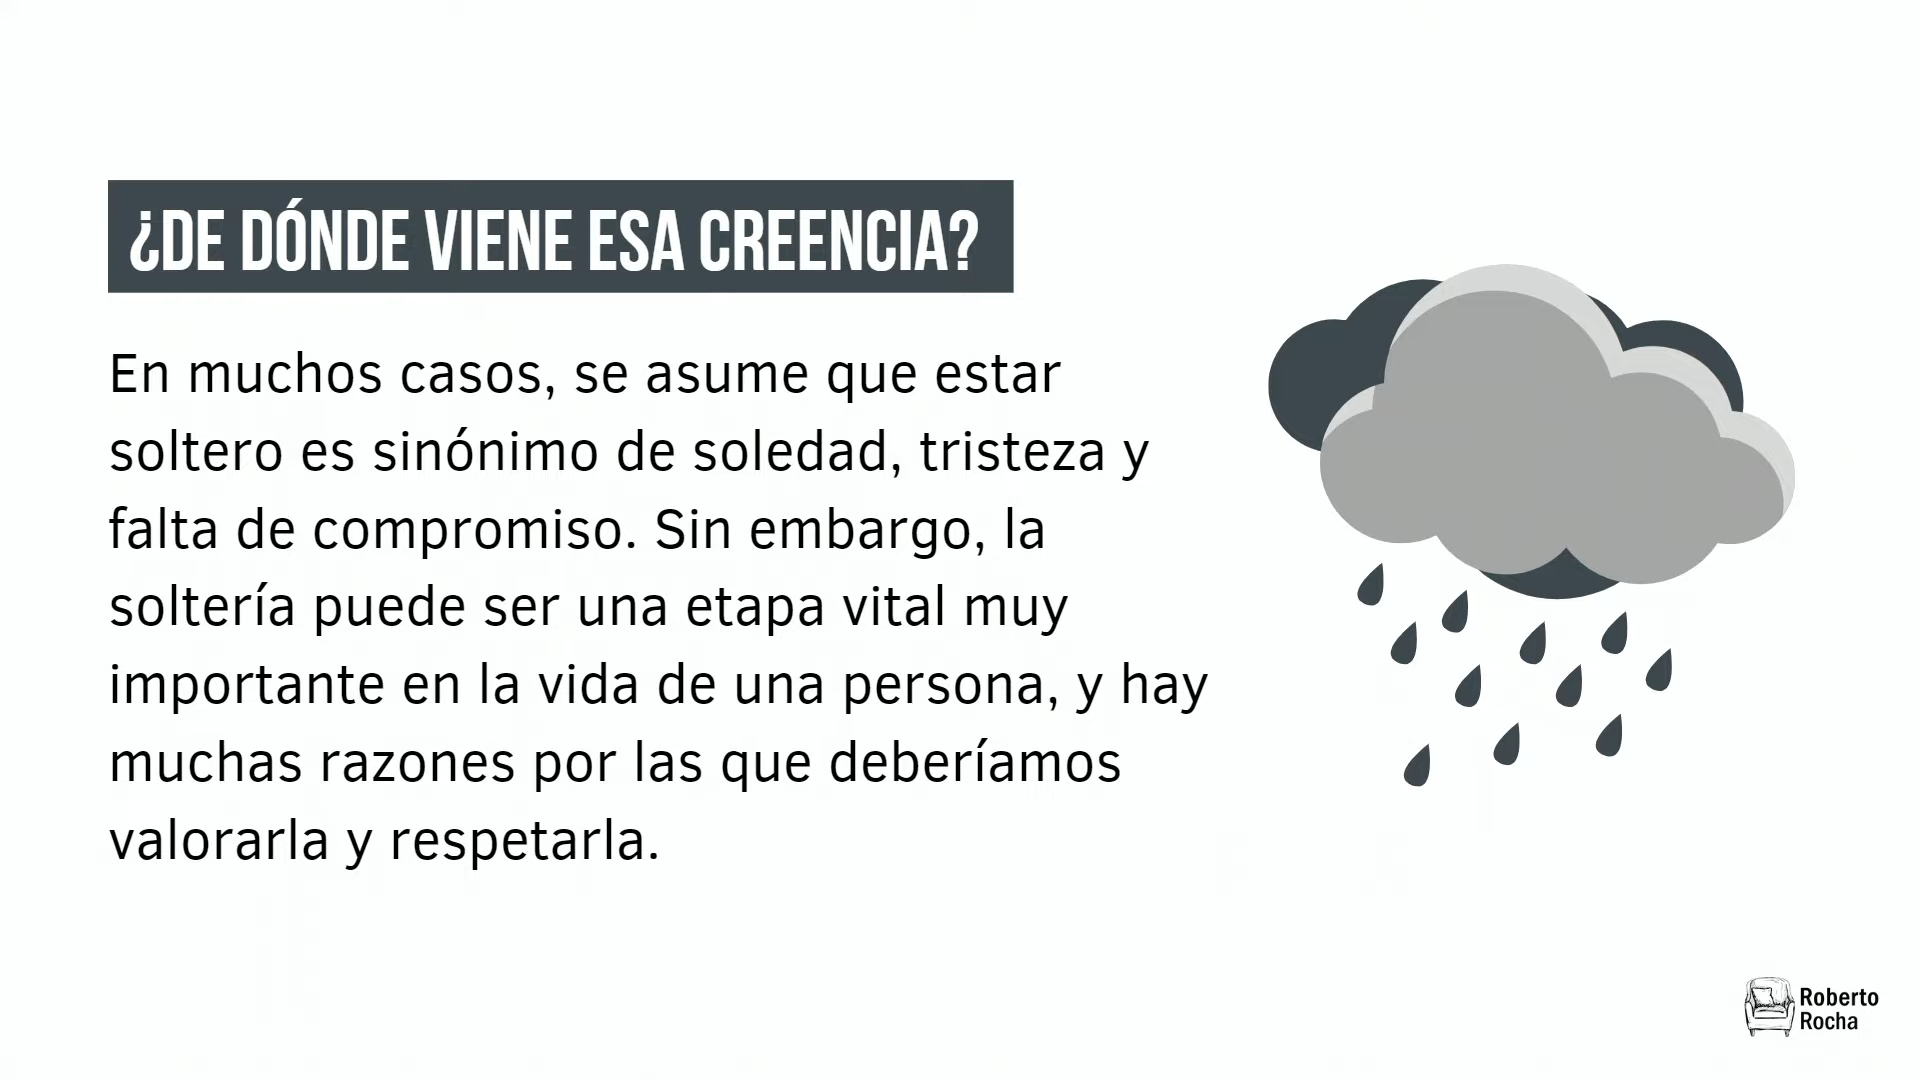 ¿DE DÓNDE VIENE ESA CREENCIA?
En muchos casos, se asume que estar
soltero es sinónimo de soledad, tristeza y
falta de compromiso. Sin embargo, la
soltería puede ser una etapa vital muy
importante en la vida de una persona, y hay
muchas razones por las que deberíamos
valorarla y respetarla.
Roberto
Rocha